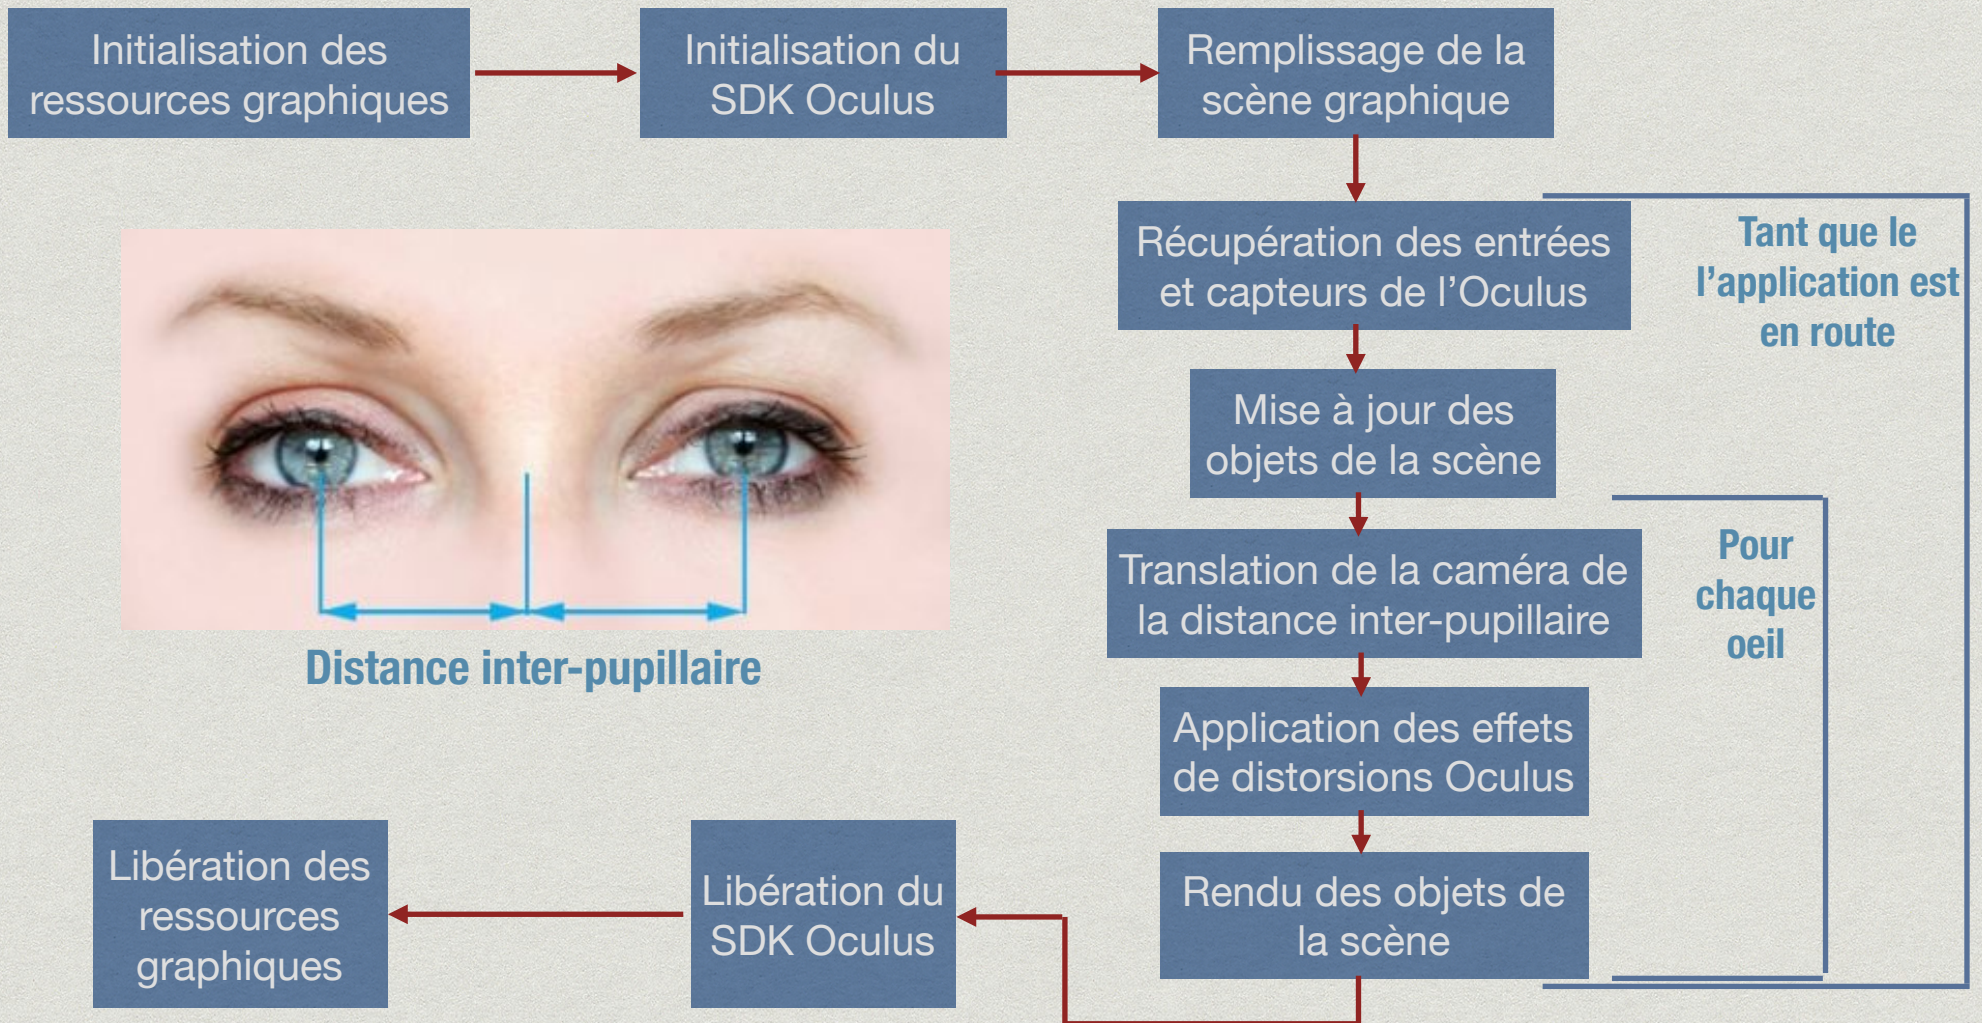 Initialisation des
ressources graphiques
Initialisation du
SDK Oculus
Remplissage de la
scène graphique
Récupération des entrées
et capteurs de l’Oculus
Tant que le
l’application est
en route
Mise à jour des
objets de la scène
Translation de la caméra de
la distance inter-pupillaire
Pour
chaque
oeil
Distance inter-pupillaire
Application des effets
de distorsions Oculus
Rendu des objets de
la scène
Libération du
SDK Oculus
Libération des
ressources
graphiques